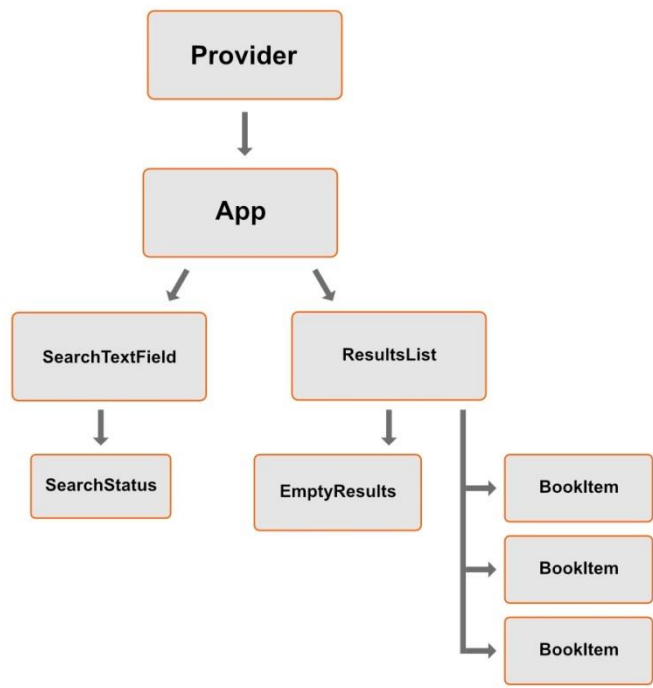 Provider
App
SearchTextField
ResultsList
SearchStatus
EmptyResults
BookItem
BookItem
BookItem